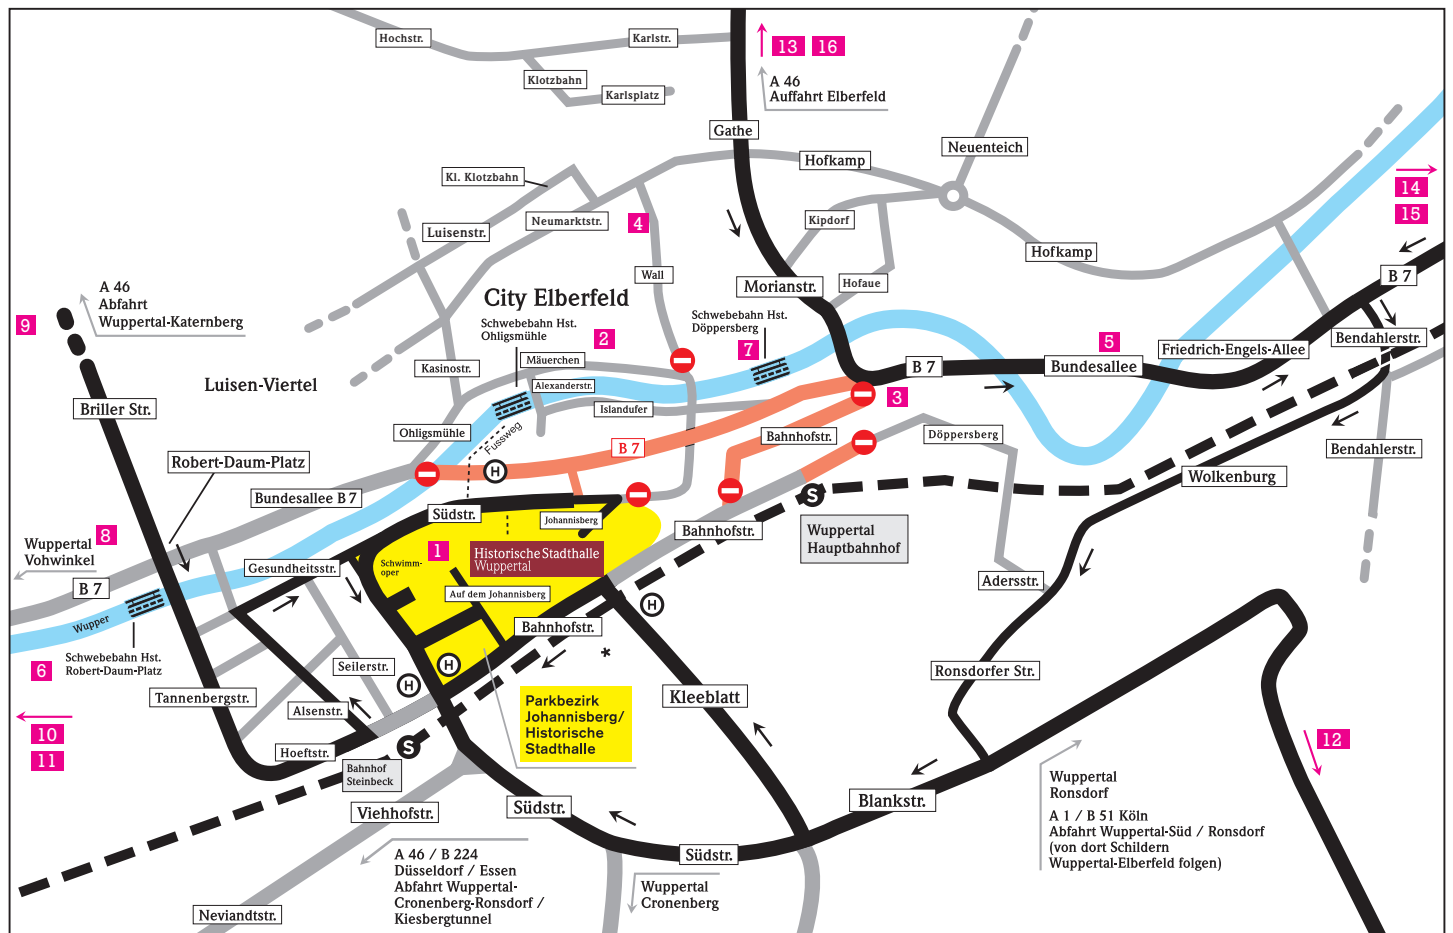 Hochstr.
Karlstr.
13
16
Klotzbahn
Karlsplatz
A 46
Auffahrt Elberfeld
Gathe
Neuenteich
Hofkamp
Kl. Klotzbahn
14
15
Neumarktstr.
4
Kipdorf
Luisenstr.
Hofkamp
Wall
Hofaue
Morianstr.
B 7
A 46
Abfahrt
Wuppertal-Katernberg
City Elberfeld
9
Schwebebahn Hst.
Ohligsmühle
2
Schwebebahn Hst.
Döppersberg
7
5
Bendahlerstr.
Friedrich-Engels-Allee
Mäuerchen
Kasinostr.
B 7
Bundesallee
Luisen-Viertel
Alexanderstr.
3
Briller Str.
Islandufer
Ohligsmühle
Fussweg
Bahnhofstr.
Döppersberg
B 7
Bendahlerstr.
Robert-Daum-Platz
H
Wolkenburg
Bundesallee B 7
S
Südstr.
Johannisberg
Bahnhofstr.
Wuppertal
Hauptbahnhof
8
Wuppertal
Vohwinkel
1
Historische Stadthalle
Wuppertal
Gesundheitsstr.
Schwimm-
oper
Adersstr.
B 7
Auf dem Johannisberg
H
Wupper
Bahnhofstr.
*
6
Schwebebahn Hst.
Robert-Daum-Platz
Seilerstr.
H
H
Ronsdorfer Str.
Tannenbergstr.
Kleeblatt
Alsenstr.
Parkbezirk
Johannisberg/
Historische
Stadthalle
10
11
12
S
Hoeftstr.
Bahnhof
Steinbeck
Wuppertal
Ronsdorf
A 1 / B 51 Köln
Abfahrt Wuppertal-Süd / Ronsdorf
(von dort Schildern
Wuppertal-Elberfeld folgen)
Viehhofstr.
Südstr.
Blankstr.
Südstr.
A 46 / B 224
Düsseldorf / Essen
Abfahrt Wuppertal-
Cronenberg-Ronsdorf /
Kiesbergtunnel
Wuppertal
Cronenberg
Neviandtstr.